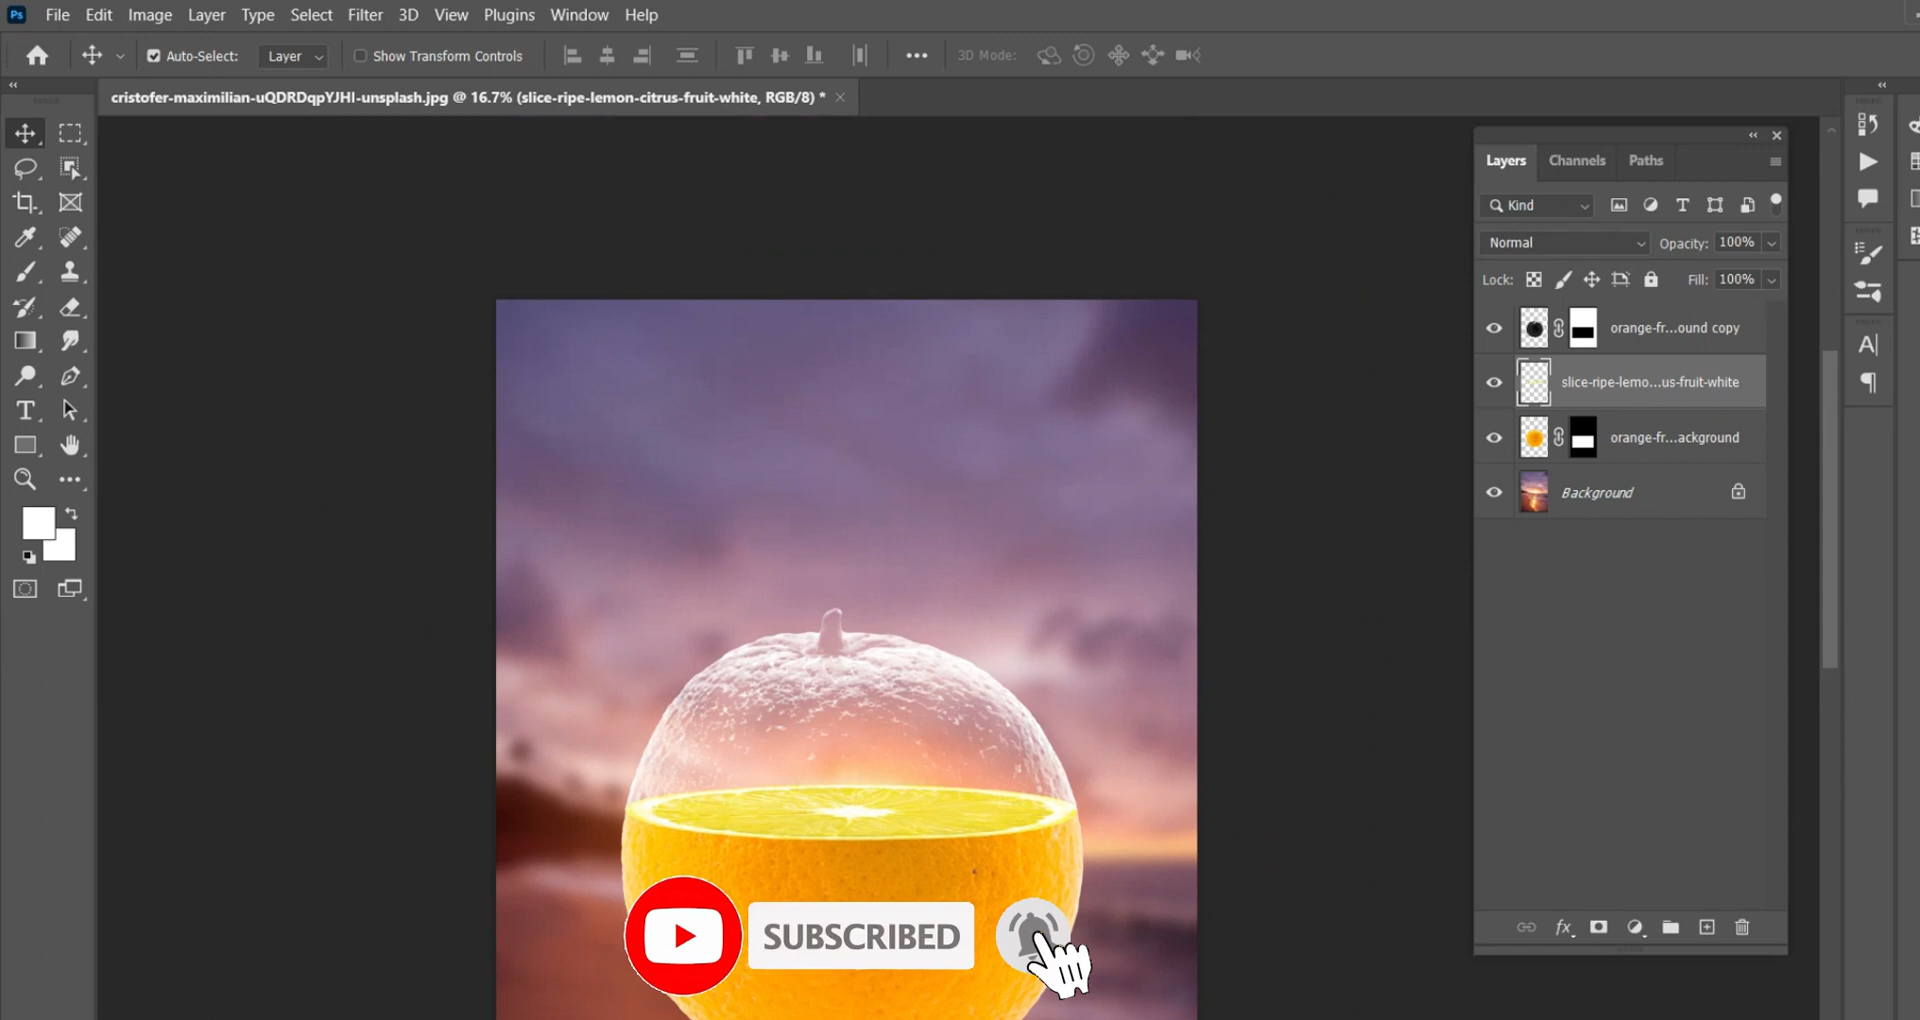 Ps File Edit Image Layer Type Select Filter 3D View Plugins Window Help
Auto-Select: Layer Show Transform Controls 3D Mode:
cristofer-maximilian-uQDRDqpYJHI-unsplash.jpg @ 16.7% (slice-ripe-lemon-citrus-fruit-white, RGB/8) *
Layers Channels Paths
Kind
Normal Opacity: 100%
Lock: Fill: 100%
orange-fr...ound copy
slice-ripe-lemo...us-fruit-white
orange-fr...ackground
Background
fx
SUBSCRIBED